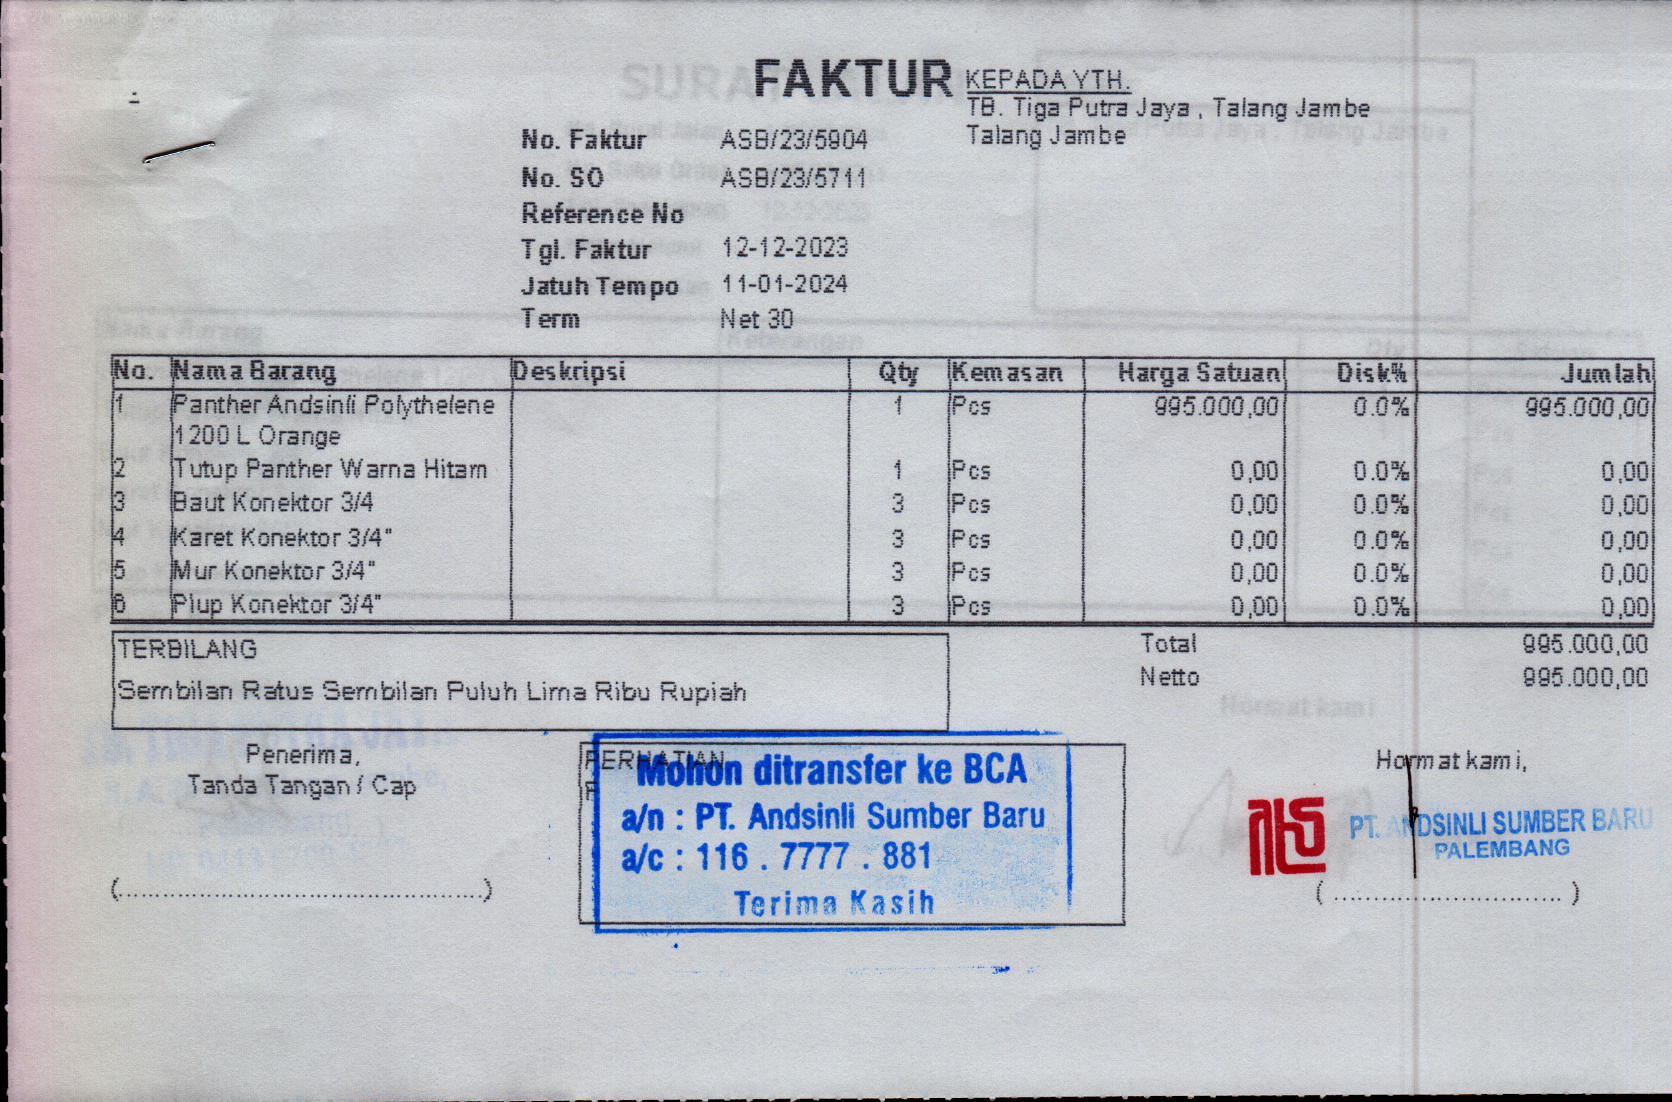 FAKTUR
KEPADA YTH.
TB. Tiga Putra Jaya , Talang Jambe
Talang Jambe
No. Faktur ASB/23/5904
No. SO ASB/23/5711
Reference No
Tgl. Faktur 12-12-2023
Jatuh Tempo 11-01-2024
Term Net 30
No. Nama Barang Deskripsi Qty Kemasan Harga Satuan Disk% Jumlah
1 Panther Andsinli Polythelene 1 Pcs 995.000,00 0.0% 995.000,00
1200 L Orange
2 Tutup Panther Warna Hitam 1 Pcs 0,00 0.0% 0,00
3 Baut Konektor 3/4 3 Pcs 0,00 0.0% 0,00
4 Karet Konektor 3/4" 3 Pcs 0,00 0.0% 0,00
5 Mur Konektor 3/4" 3 Pcs 0,00 0.0% 0,00
6 Plup Konektor 3/4" 3 Pcs 0,00 0.0% 0,00
TERBILANG
Sembilan Ratus Sembilan Puluh Lima Ribu Rupiah
Total 995.000,00
Netto 995.000,00
Penerima,
Tanda Tangan / Cap
(...............................................)
PERHATIAN
Mohon ditransfer ke BCA
a/n : PT. Andsinli Sumber Baru
a/c : 116 . 7777 . 881
Terima Kasih
Hormat kami,
PT. ANDSINLI SUMBER BARU
PALEMBANG
( .............................. )